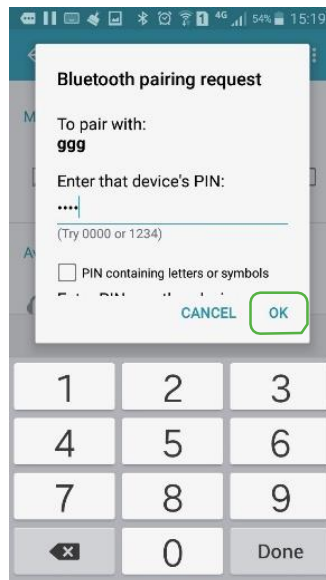 4G 54% 15:19
Bluetooth pairing request
To pair with:
ggg
Enter that device's PIN:
••••
(Try 0000 or 1234)
PIN containing letters or symbols
CANCEL OK
1 2 3
4 5 6
7 8 9
0 Done